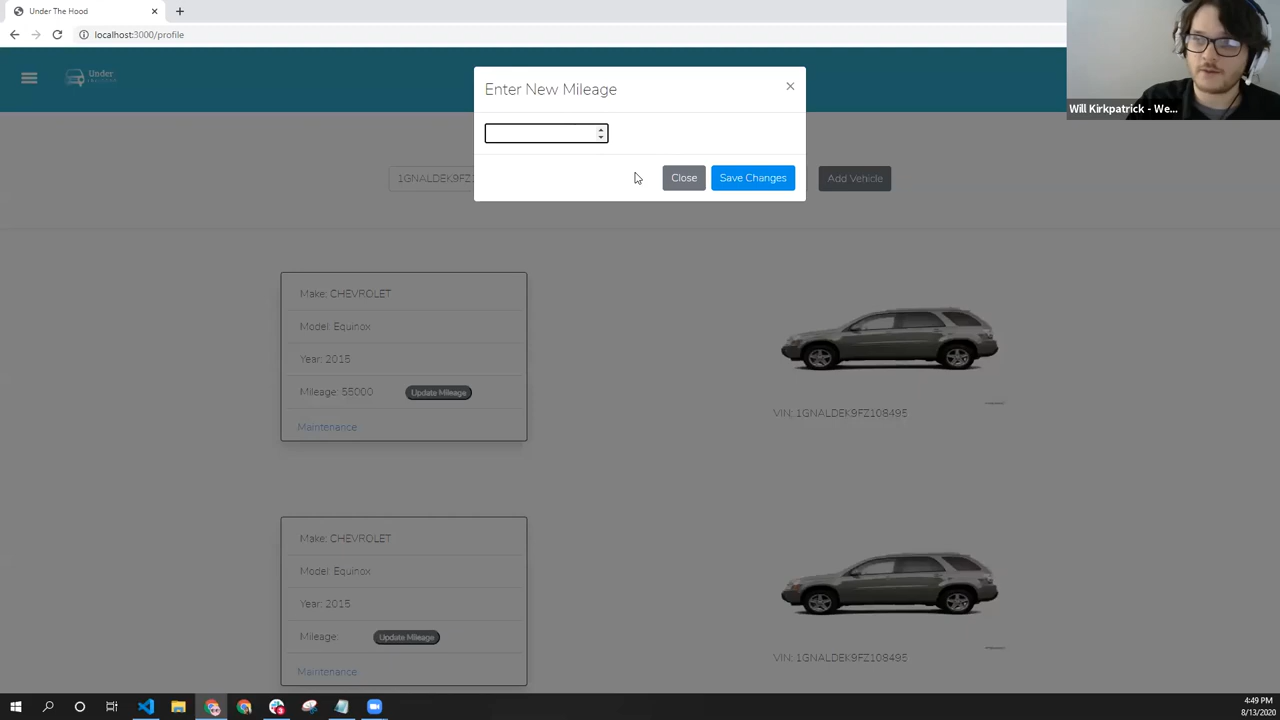 Under The Hood
localhost:3000/profile
Under
Enter New Mileage
Will Kirkpatrick - We...
1GNALDEK9FZ
Close
Save Changes
Add Vehicle
Make: CHEVROLET
Model: Equinox
Year: 2015
Mileage: 55000
Update Mileage
Maintenance
VIN: 1GNALDEK9FZ108495
Make: CHEVROLET
Model: Equinox
Year: 2015
Mileage:
Update Mileage
Maintenance
VIN: 1GNALDEK9FZ108495
4:49 PM
8/13/2020